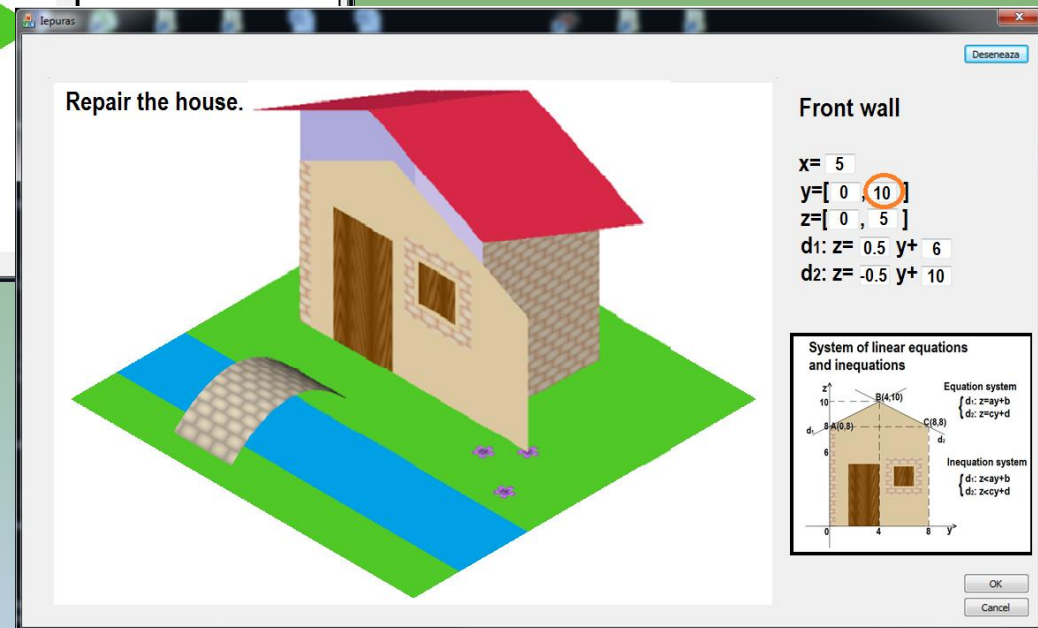 Iepuras
x
Deseneaza
Repair the house.
Front wall
x= 5
y=[ 0 , 10 ]
z=[ 0 , 5 ]
d1: z= 0.5 y+ 6
d2: z= -0.5 y+ 10
System of linear equations
and inequations
z
10
B(4;10)
Equation system
d1: z=ay+b
d2: z=cy+d
d1
8
A(0,8)
C(8,8)
d2
6
Inequation system
d1: z<ay+b
d2: z<cy+d
0
4
8
y
OK
Cancel